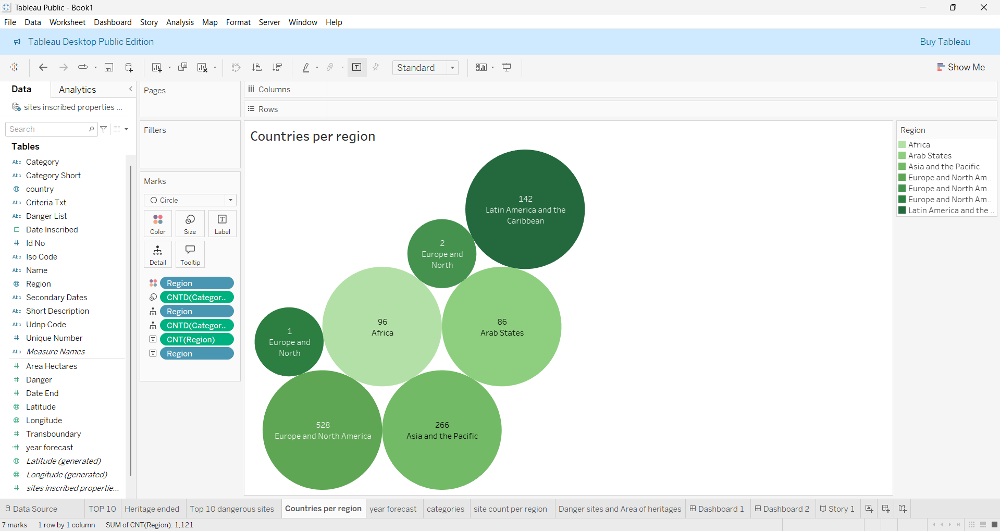 Tableau Public - Book1
File Data Worksheet Dashboard Story Analysis Map Format Server Window Help
Tableau Desktop Public Edition
Buy Tableau
Standard
Show Me
Data
Analytics
sites inscribed properties ...
Search
Tables
Abc Category
Abc Category Short
country
Abc Criteria Txt
Abc Danger List
Date Inscribed
# Id No
Abc Iso Code
Abc Name
Region
Abc Secondary Dates
Abc Short Description
Abc Udnp Code
# Unique Number
Abc Measure Names
# Area Hectares
# Danger
# Date End
Latitude
Longitude
# Transboundary
=# year forecast
Latitude (generated)
Longitude (generated)
# sites inscribed propertie...
Pages
Filters
Marks
Circle
Color
Size
T
Label
Detail
Tooltip
Region
CNTD(Categor..
Region
CNTD(Categor..
T CNT(Region)
T Region
Columns
Rows
Countries per region
142
Latin America and the
Caribbean
2
Europe and
North
96
Africa
86
Arab States
1
Europe and
North
528
Europe and North America
266
Asia and the Pacific
Region
Africa
Arab States
Asia and the Pacific
Europe and North Am..
Europe and North Am..
Europe and North Am..
Latin America and the ..
Data Source
TOP 10
Heritage ended
Top 10 dangerous sites
Countries per region
year forecast
categories
site count per region
Danger sites and Area of heritages
Dashboard 1
Dashboard 2
Story 1
7 marks
1 row by 1 column
SUM of CNT(Region): 1,121